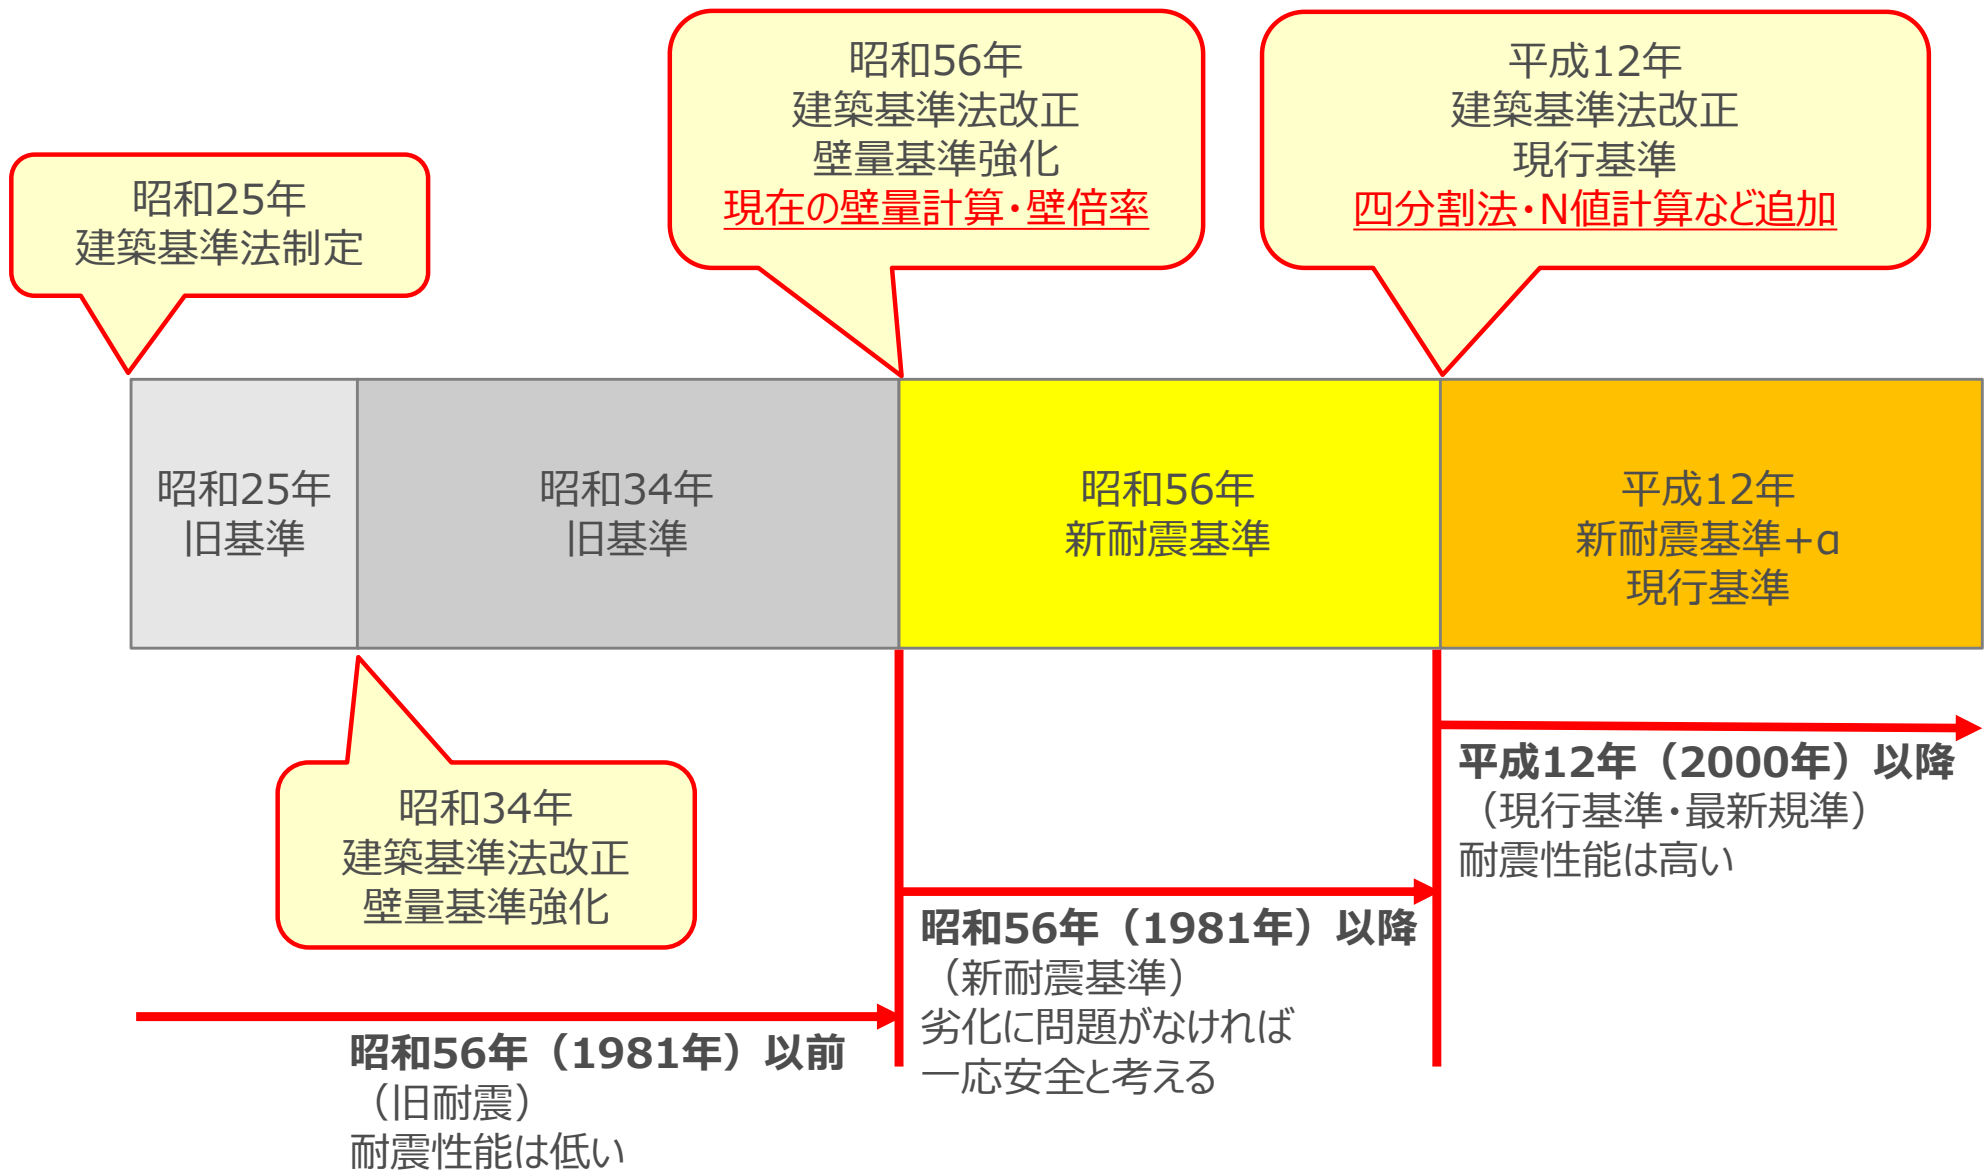 昭和25年
建築基準法制定
昭和56年
建築基準法改正
壁量基準強化
現在の壁量計算・壁倍率
平成12年
建築基準法改正
現行基準
四分割法・N値計算など追加
昭和25年
旧基準
昭和34年
旧基準
昭和56年
新耐震基準
平成12年
新耐震基準+α
現行基準
昭和34年
建築基準法改正
壁量基準強化
昭和56年（1981年）以前
（旧耐震）
耐震性能は低い
昭和56年（1981年）以降
（新耐震基準）
劣化に問題がなければ
一応安全と考える
平成12年（2000年）以降
（現行基準・最新規準）
耐震性能は高い